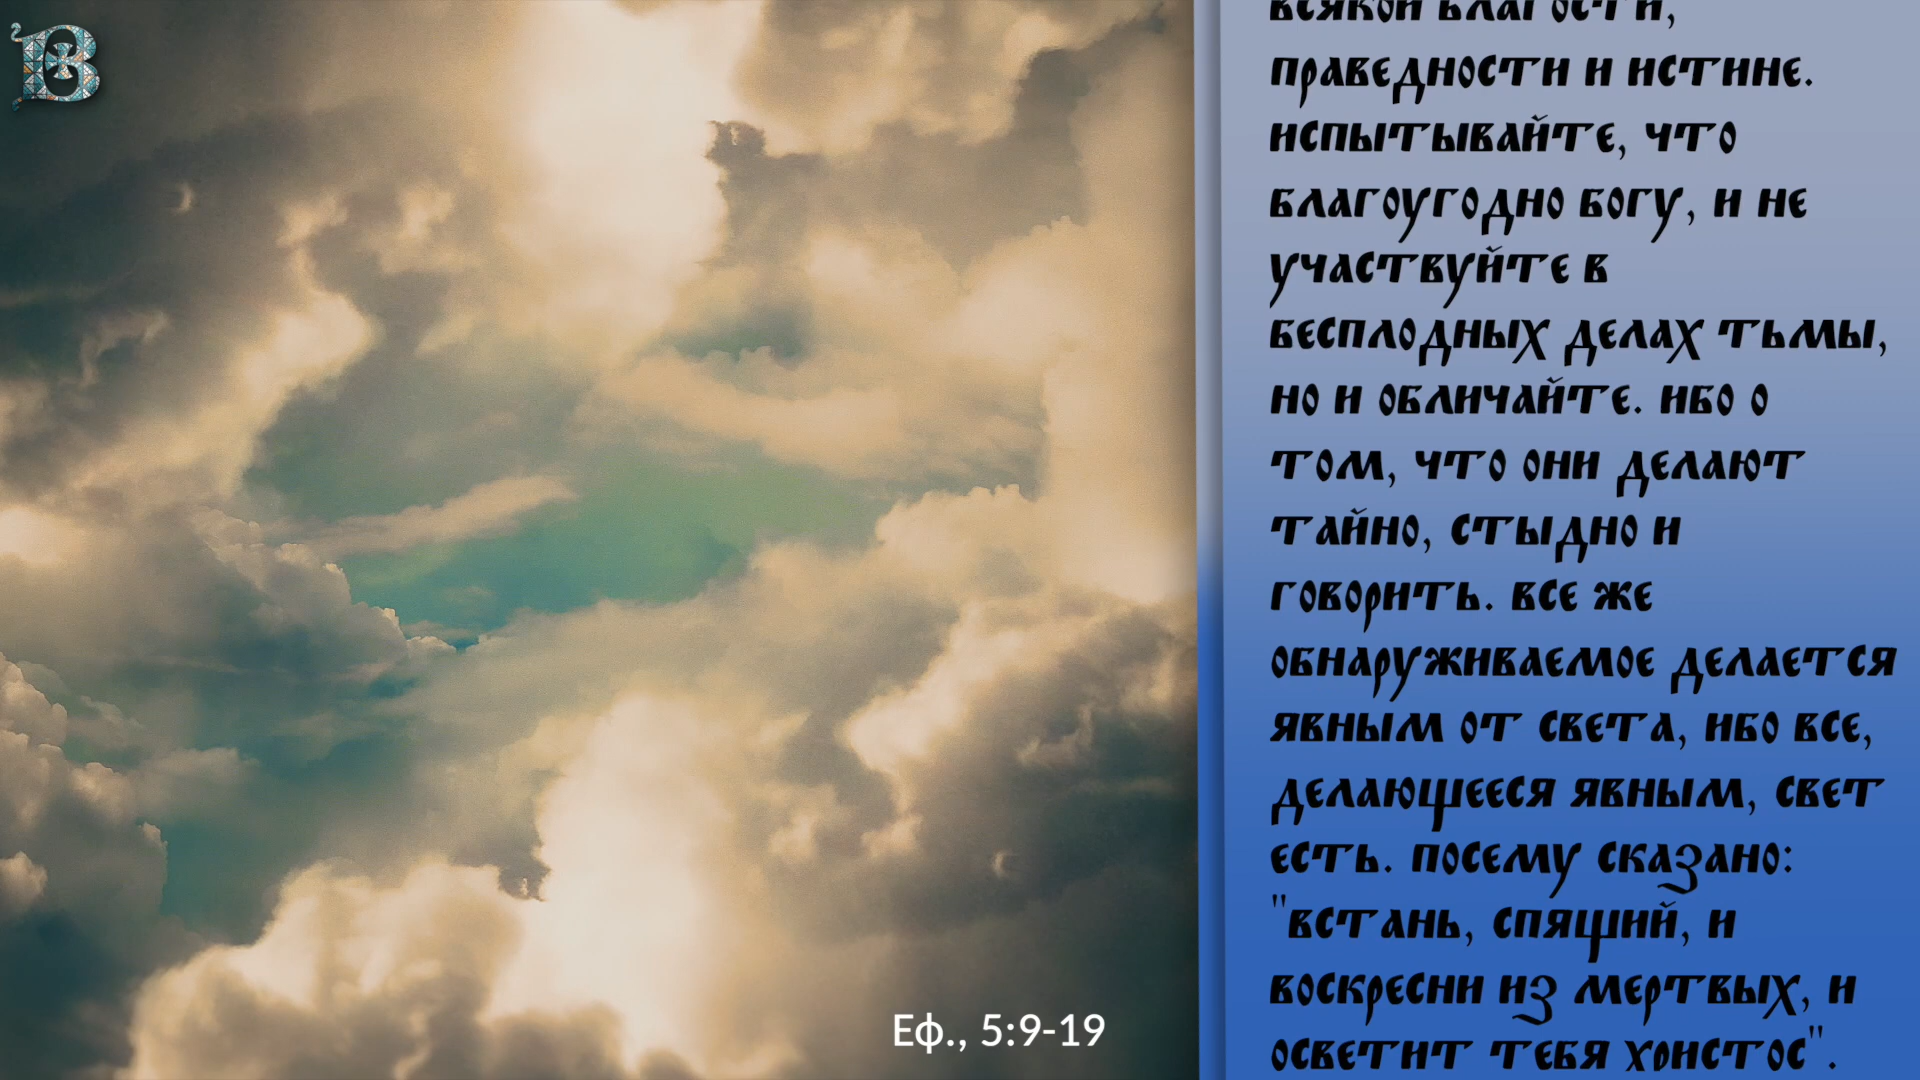 всякой благости,
праведности и истине.
испытывайте, что
благоугодно богу, и не
участвуйте в
бесплодных делах тьмы,
но и обличайте. ибо о
том, что они делают
тайно, стыдно и
говорить. все же
обнаруживаемое делается
явным от света, ибо все,
делающееся явным, свет
есть. посему сказано:
"встань, спящий, и
воскресни из мертвых, и
осветит тебя христос".
Еф., 5:9-19